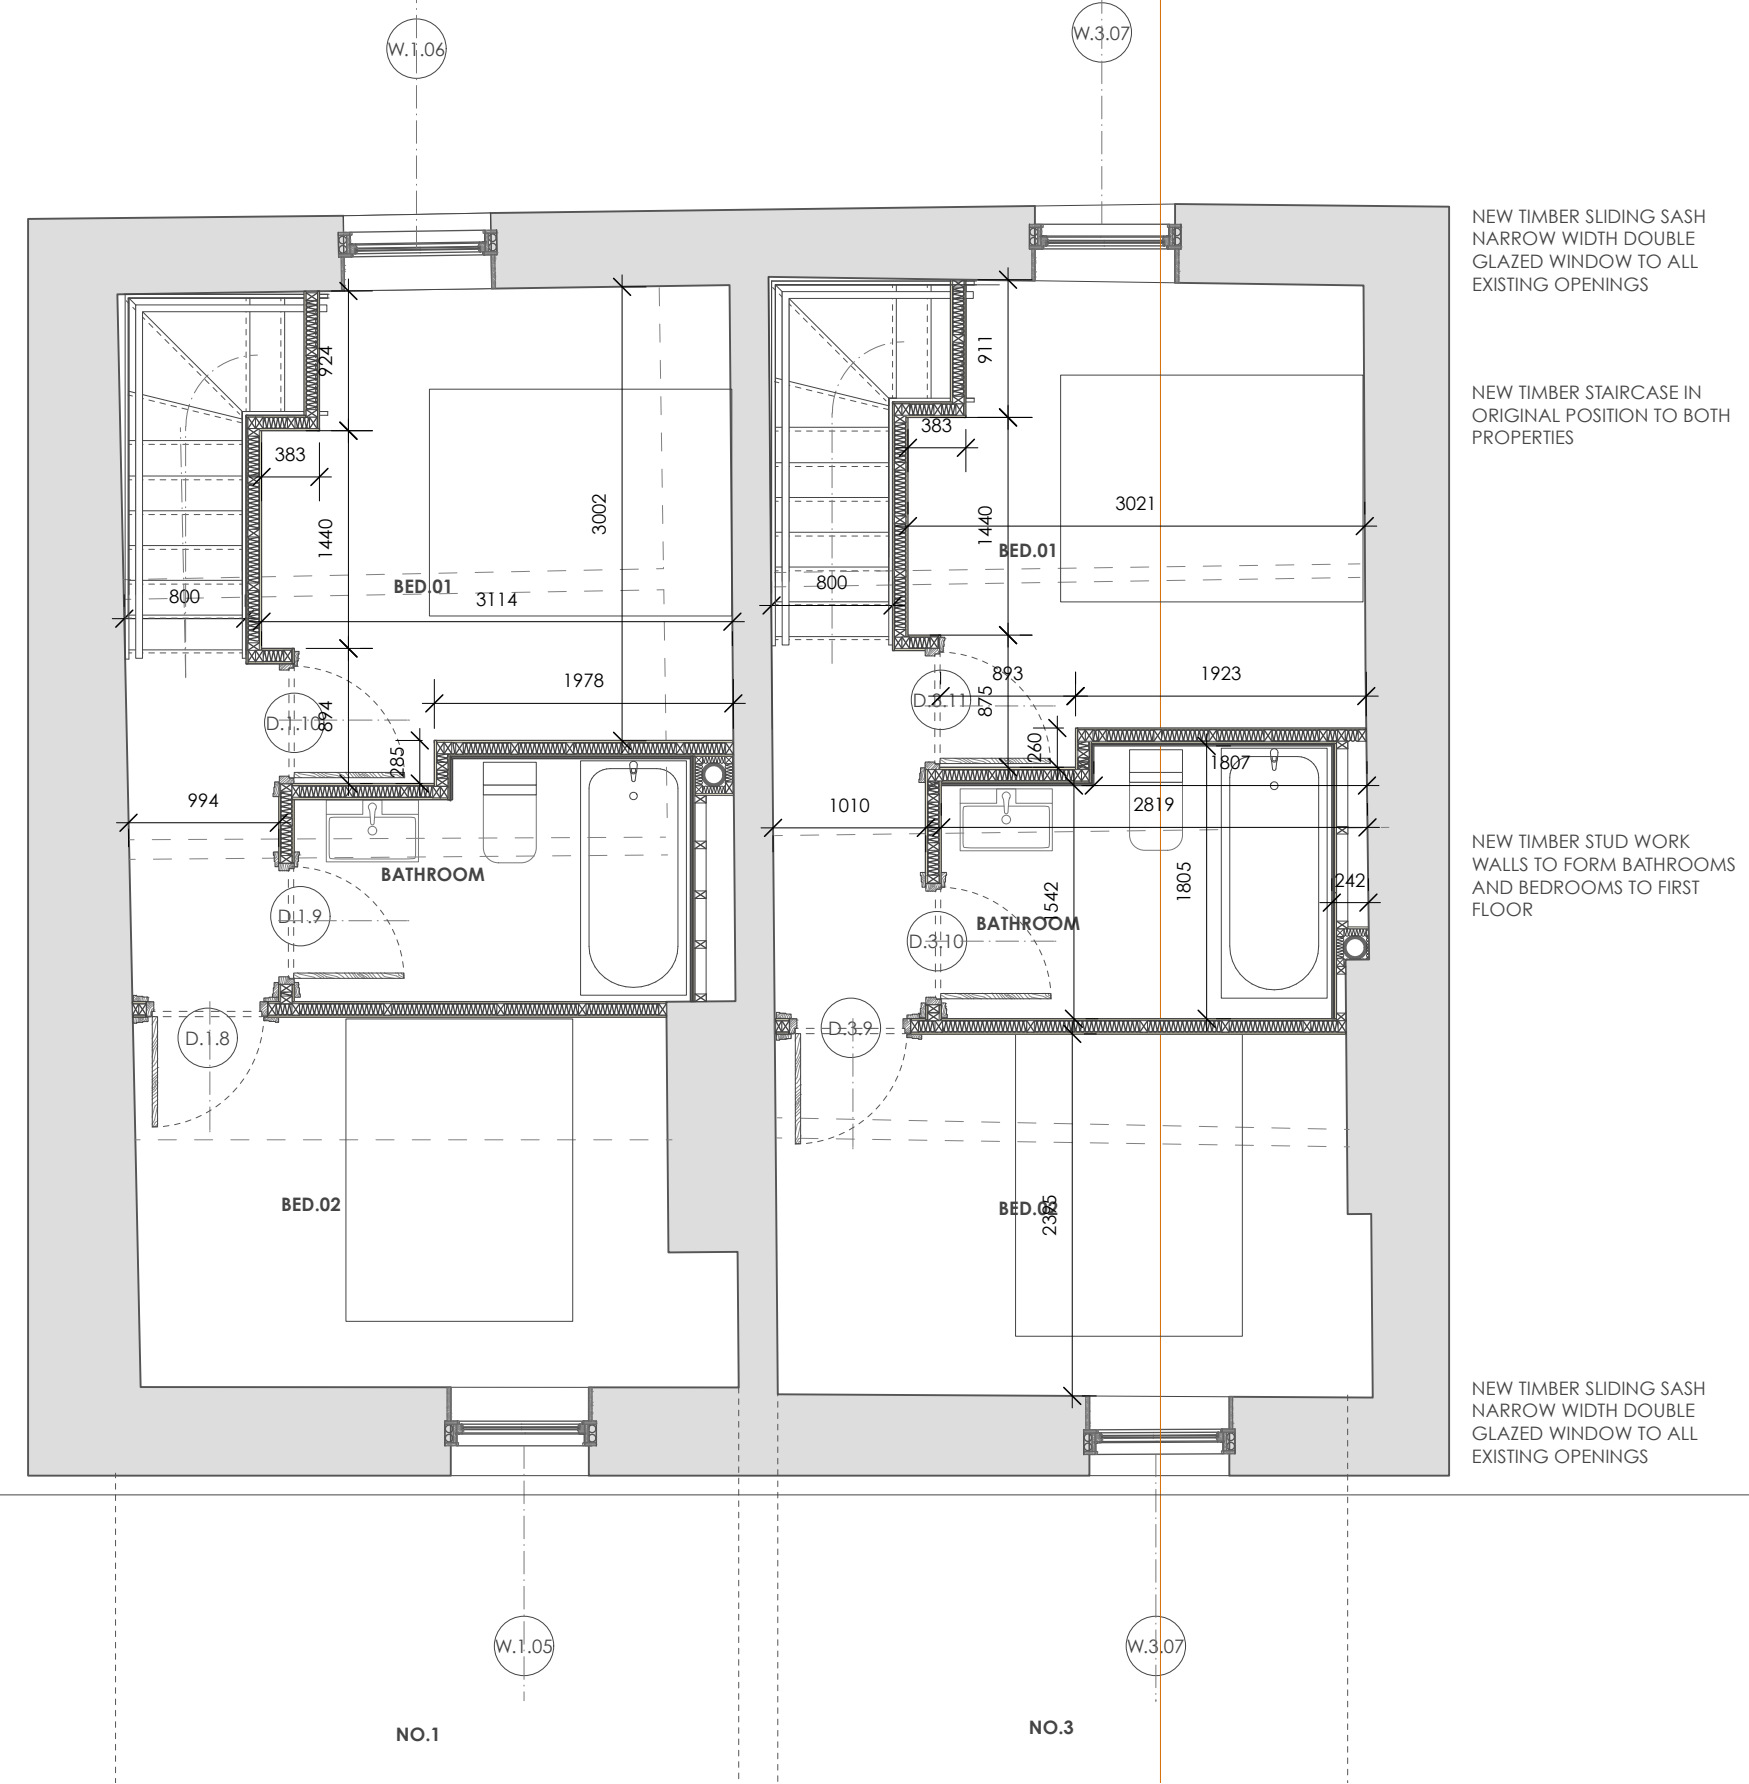 W.1.06
W.3.07
NEW TIMBER SLIDING SASH
NARROW WIDTH DOUBLE
GLAZED WINDOW TO ALL
EXISTING OPENINGS
NEW TIMBER STAIRCASE IN
ORIGINAL POSITION TO BOTH
PROPERTIES
924
383
1440
3002
BED.01
800
3114
1978
D.1.10
894
285
994
BATHROOM
D.1.9
D.1.8
BED.02
911
383
3021
1440
BED.01
800
893
1923
D.3.11
875
260
1807
1010
2819
242
1805
1542
BATHROOM
D.3.10
D.3.9
BED.02
2395
NEW TIMBER STUD WORK
WALLS TO FORM BATHROOMS
AND BEDROOMS TO FIRST
FLOOR
NEW TIMBER SLIDING SASH
NARROW WIDTH DOUBLE
GLAZED WINDOW TO ALL
EXISTING OPENINGS
W.1.05
W.3.07
NO.1
NO.3